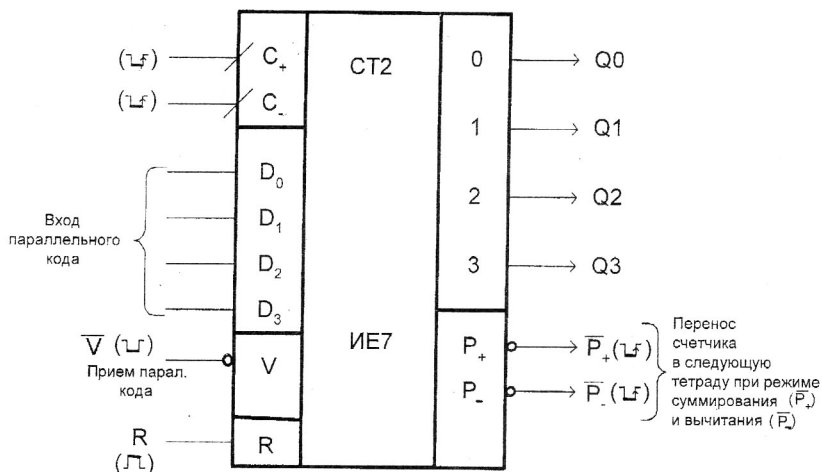 C₊
C₋
D₀
D₁
D₂
D₃
V
R
СТ2
ИЕ7
0
1
2
3
P₊
P₋
Q0
Q1
Q2
Q3
Вход
параллельного
кода
V̅
Прием парал.
кода
R
P̅₊
P̅₋
Перенос
счетчика
в следующую
тетраду при режиме
суммирования (P̅₊)
и вычитания (P̅₋)